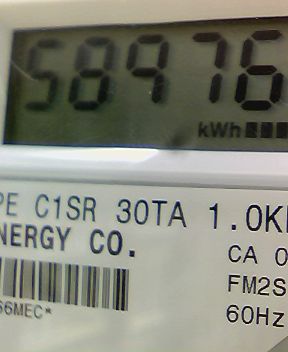 58976
kWh
PE C1SR 30TA 1.0K
NERGY CO.
CA 0
FM2S
66MEC*
60Hz